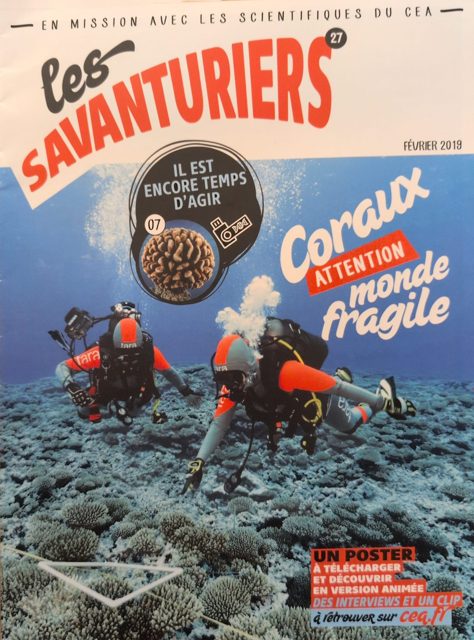 EN MISSION AVEC LES SCIENTIFIQUES DU CEA
les
27
SAVANTURIERS
FÉVRIER 2019
IL EST
ENCORE TEMPS
D'AGIR
07
Coraux
ATTENTION
monde
fragile
tara
tara
UN POSTER
À TÉLÉCHARGER
ET DÉCOUVRIR
EN VERSION ANIMÉE
DES INTERVIEWS ET UN CLIP
à retrouver sur cea.fr